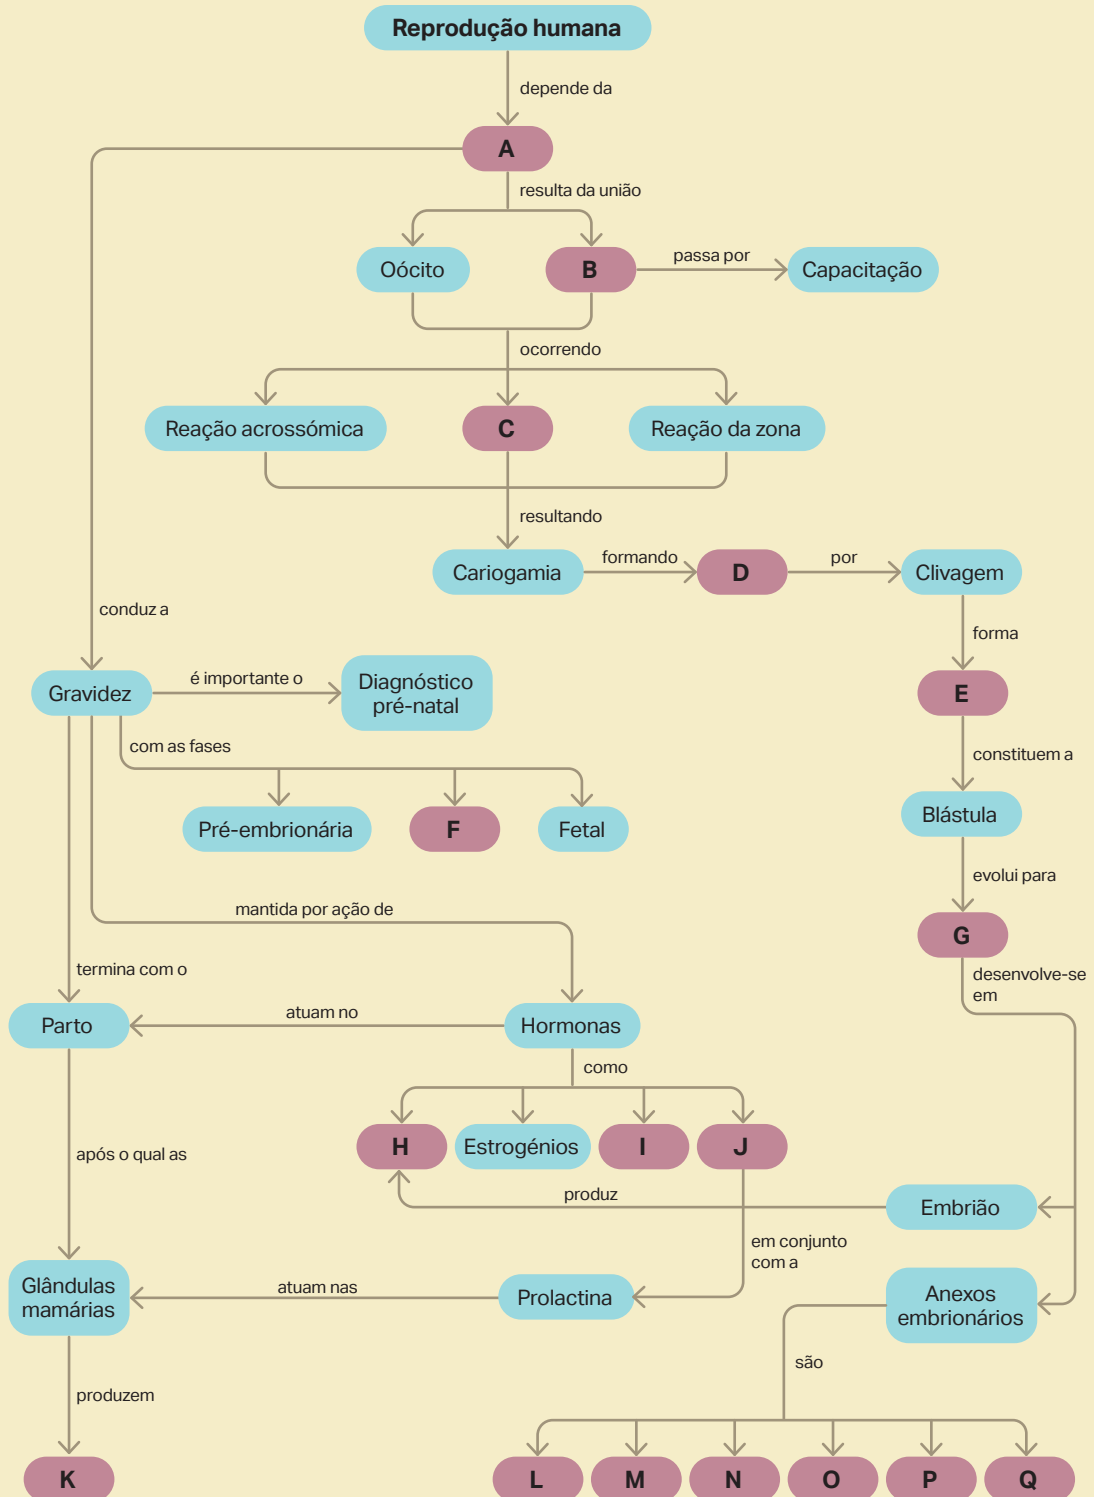 Reprodução humana
depende da
A
resulta da união
Oócito
B
passa por
Capacitação
ocorrendo
Reação acrossómica
C
Reação da zona
resultando
Cariogamia
formando
D
por
Clivagem
conduz a
forma
Gravidez
é importante o
Diagnóstico
pré-natal
E
com as fases
constituem a
Pré-embrionária
F
Fetal
Blástula
evolui para
mantida por ação de
G
termina com o
desenvolve-se
em
Parto
atuam no
Hormonas
como
H
Estrogénios
I
J
após o qual as
produz
Embrião
em conjunto
com a
Glândulas
mamárias
atuam nas
Prolactina
Anexos
embrionários
são
produzem
K
L
M
N
O
P
Q